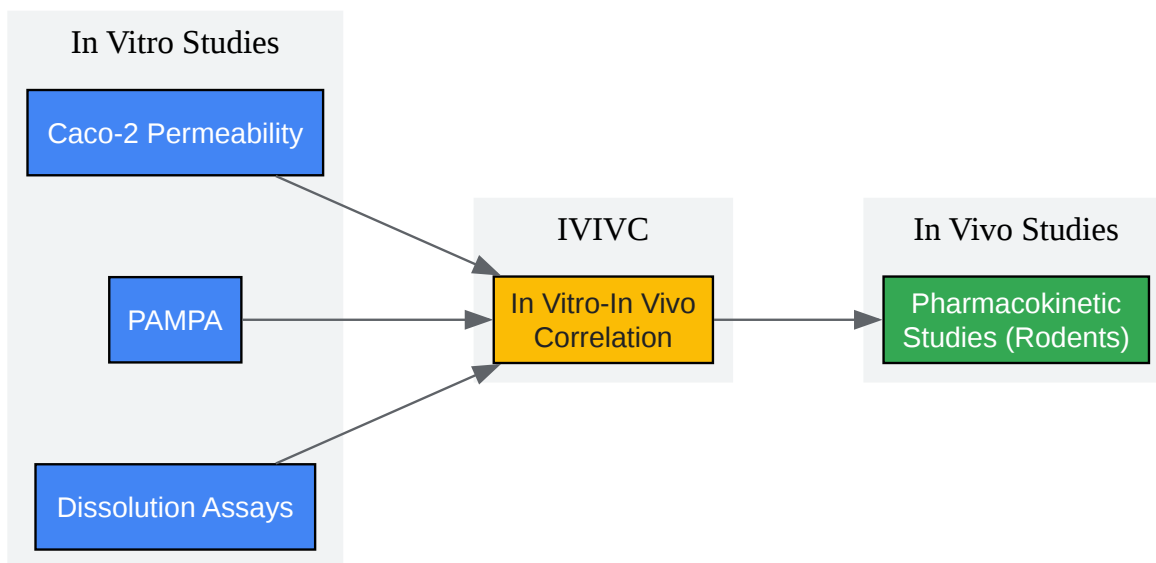 In Vitro Studies
Caco-2 Permeability
PAMPA
Dissolution Assays
IVIVC
In Vitro-In Vivo
Correlation
In Vivo Studies
Pharmacokinetic
Studies (Rodents)